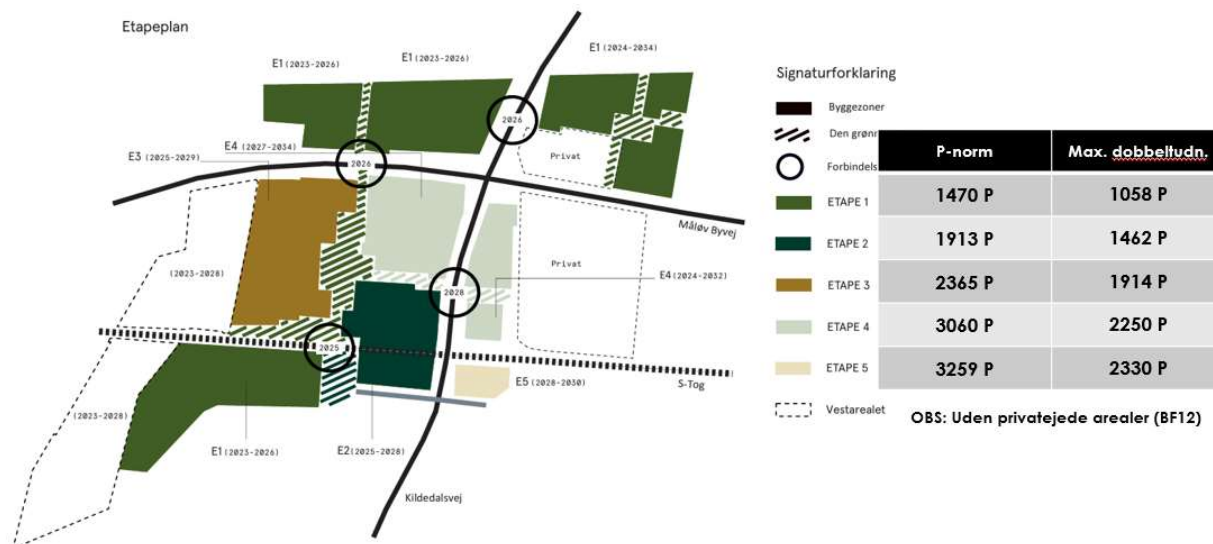 Etapeplan
E1 (2023-2026)
E1 (2023-2026)
E1 (2024-2034)
2026
E4 (2027-2034)
E3 (2025-2029)
2026
Privat
Måløv Byvej
(2023-2028)
Privat
E4 (2024-2032)
2028
2025
S-Tog
E5 (2028-2030)
(2023-2028)
E1 (2023-2026)
E2 (2025-2028)
Kildedalsvej
Signaturforklaring
Byggezoner
Den grønn
Forbindels
ETAPE 1
ETAPE 2
ETAPE 3
ETAPE 4
ETAPE 5
Vestarealet
P-norm Max. dobbeltudn.
1470 P 1058 P
1913 P 1462 P
2365 P 1914 P
3060 P 2250 P
3259 P 2330 P
OBS: Uden privatejede arealer (BF12)